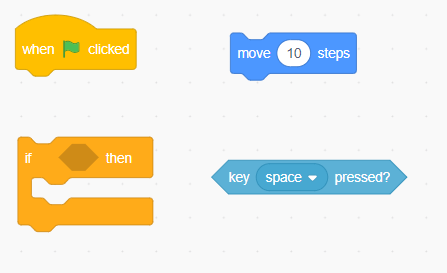 when clicked
move 10 steps
if then
key space pressed?